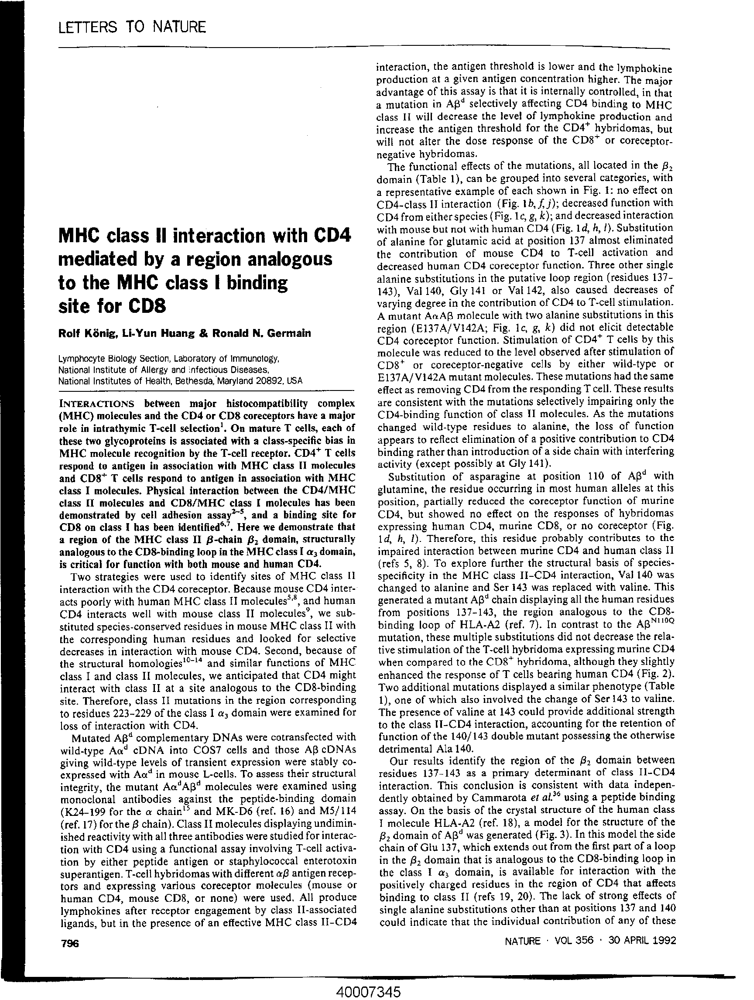 LETTERS TO NATURE
MHC class II interaction with CD4
mediated by a region analogous
to the MHC class I binding
site for CD8
Rolf König, Li-Yun Huang & Ronald N. Germain
Lymphocyte Biology Section, Laboratory of Immunology,
National Institute of Allergy and Infectious Diseases,
National Institutes of Health, Bethesda, Maryland 20892, USA
INTERACTIONS between major histocompatibility complex
(MHC) molecules and the CD4 or CD8 coreceptors have a major
role in intrathymic T-cell selection¹. On mature T cells, each of
these two glycoproteins is associated with a class-specific bias in
MHC molecule recognition by the T-cell receptor. CD4⁺ T cells
respond to antigen in association with MHC class II molecules
and CD8⁺ T cells respond to antigen in association with MHC
class I molecules. Physical interaction between the CD4/MHC
class II molecules and CD8/MHC class I molecules has been
demonstrated by cell adhesion assay²⁻⁵, and a binding site for
CD8 on class I has been identified⁶,⁷. Here we demonstrate that
a region of the MHC class II β-chain β₂ domain, structurally
analogous to the CD8-binding loop in the MHC class I α₃ domain,
is critical for function with both mouse and human CD4.
Two strategies were used to identify sites of MHC class II
interaction with the CD4 coreceptor. Because mouse CD4 inter-
acts poorly with human MHC class II molecules⁵,⁸, and human
CD4 interacts well with mouse class II molecules⁹, we sub-
stituted species-conserved residues in mouse MHC class II with
the corresponding human residues and looked for selective
decreases in interaction with mouse CD4. Second, because of
the structural homologies¹⁰⁻¹⁴ and similar functions of MHC
class I and class II molecules, we anticipated that CD4 might
interact with class II at a site analogous to the CD8-binding
site. Therefore, class II mutations in the region corresponding
to residues 223–229 of the class I α₃ domain were examined for
loss of interaction with CD4.
Mutated Aβᵈ complementary DNAs were cotransfected with
wild-type Aαᵈ cDNA into COS7 cells and those Aβ cDNAs
giving wild-type levels of transient expression were stably co-
expressed with Aαᵈ in mouse L-cells. To assess their structural
integrity, the mutant AαᵈAβᵈ molecules were examined using
monoclonal antibodies against the peptide-binding domain
(K24-199 for the α chain¹⁵ and MK-D6 (ref. 16) and M5/114
(ref. 17) for the β chain). Class II molecules displaying undimin-
ished reactivity with all three antibodies were studied for interac-
tion with CD4 using a functional assay involving T-cell activa-
tion by either peptide antigen or staphylococcal enterotoxin
superantigen. T-cell hybridomas with different αβ antigen recep-
tors and expressing various coreceptor molecules (mouse or
human CD4, mouse CD8, or none) were used. All produce
lymphokines after receptor engagement by class II-associated
ligands, but in the presence of an effective MHC class II–CD4
interaction, the antigen threshold is lower and the lymphokine
production at a given antigen concentration higher. The major
advantage of this assay is that it is internally controlled, in that
a mutation in Aβᵈ selectively affecting CD4 binding to MHC
class II will decrease the level of lymphokine production and
increase the antigen threshold for the CD4⁺ hybridomas, but
will not alter the dose response of the CD8⁺ or coreceptor-
negative hybridomas.
The functional effects of the mutations, all located in the β₂
domain (Table 1), can be grouped into several categories, with
a representative example of each shown in Fig. 1: no effect on
CD4-class II interaction (Fig. 1b, f, j); decreased function with
CD4 from either species (Fig. 1c, g, k); and decreased interaction
with mouse but not with human CD4 (Fig. 1d, h, l). Substitution
of alanine for glutamic acid at position 137 almost eliminated
the contribution of mouse CD4 to T-cell activation and
decreased human CD4 coreceptor function. Three other single
alanine substitutions in the putative loop region (residues 137–
143), Val 140, Gly 141 or Val 142, also caused decreases of
varying degree in the contribution of CD4 to T-cell stimulation.
A mutant AαAβ molecule with two alanine substitutions in this
region (E137A/V142A; Fig. 1c, g, k) did not elicit detectable
CD4 coreceptor function. Stimulation of CD4⁺ T cells by this
molecule was reduced to the level observed after stimulation of
CD8⁺ or coreceptor-negative cells by either wild-type or
E137A/V142A mutant molecules. These mutations had the same
effect as removing CD4 from the responding T cell. These results
are consistent with the mutations selectively impairing only the
CD4-binding function of class II molecules. As the mutations
changed wild-type residues to alanine, the loss of function
appears to reflect elimination of a positive contribution to CD4
binding rather than introduction of a side chain with interfering
activity (except possibly at Gly 141).
Substitution of asparagine at position 110 of Aβᵈ with
glutamine, the residue occurring in most human alleles at this
position, partially reduced the coreceptor function of murine
CD4, but showed no effect on the responses of hybridomas
expressing human CD4, murine CD8, or no coreceptor (Fig.
1d, h, l). Therefore, this residue probably contributes to the
impaired interaction between murine CD4 and human class II
(refs 5, 8). To explore further the structural basis of species-
specificity in the MHC class II–CD4 interaction, Val 140 was
changed to alanine and Ser 143 was replaced with valine. This
generated a mutant Aβᵈ chain displaying all the human residues
from positions 137–143, the region analogous to the CD8-
binding loop of HLA-A2 (ref. 7). In contrast to the Aβᴺ¹¹⁰Q
mutation, these multiple substitutions did not decrease the rela-
tive stimulation of the T-cell hybridoma expressing murine CD4
when compared to the CD8⁺ hybridoma, although they slightly
enhanced the response of T cells bearing human CD4 (Fig. 2).
Two additional mutations displayed a similar phenotype (Table
1), one of which also involved the change of Ser 143 to valine.
The presence of valine at 143 could provide additional strength
to the class II–CD4 interaction, accounting for the retention of
function of the 140/143 double mutant possessing the otherwise
detrimental Ala 140.
Our results identify the region of the β₂ domain between
residues 137–143 as a primary determinant of class II–CD4
interaction. This conclusion is consistent with data indepen-
dently obtained by Cammarota et al.³⁶ using a peptide binding
assay. On the basis of the crystal structure of the human class
I molecule HLA-A2 (ref. 18), a model for the structure of the
β₂ domain of Aβᵈ was generated (Fig. 3). In this model the side
chain of Glu 137, which extends out from the first part of a loop
in the β₂ domain that is analogous to the CD8-binding loop in
the class I α₃ domain, is available for interaction with the
positively charged residues in the region of CD4 that affects
binding to class II (refs 19, 20). The lack of strong effects of
single alanine substitutions other than at positions 137 and 140
could indicate that the individual contribution of any of these
796
NATURE · VOL 356 · 30 APRIL 1992
40007345